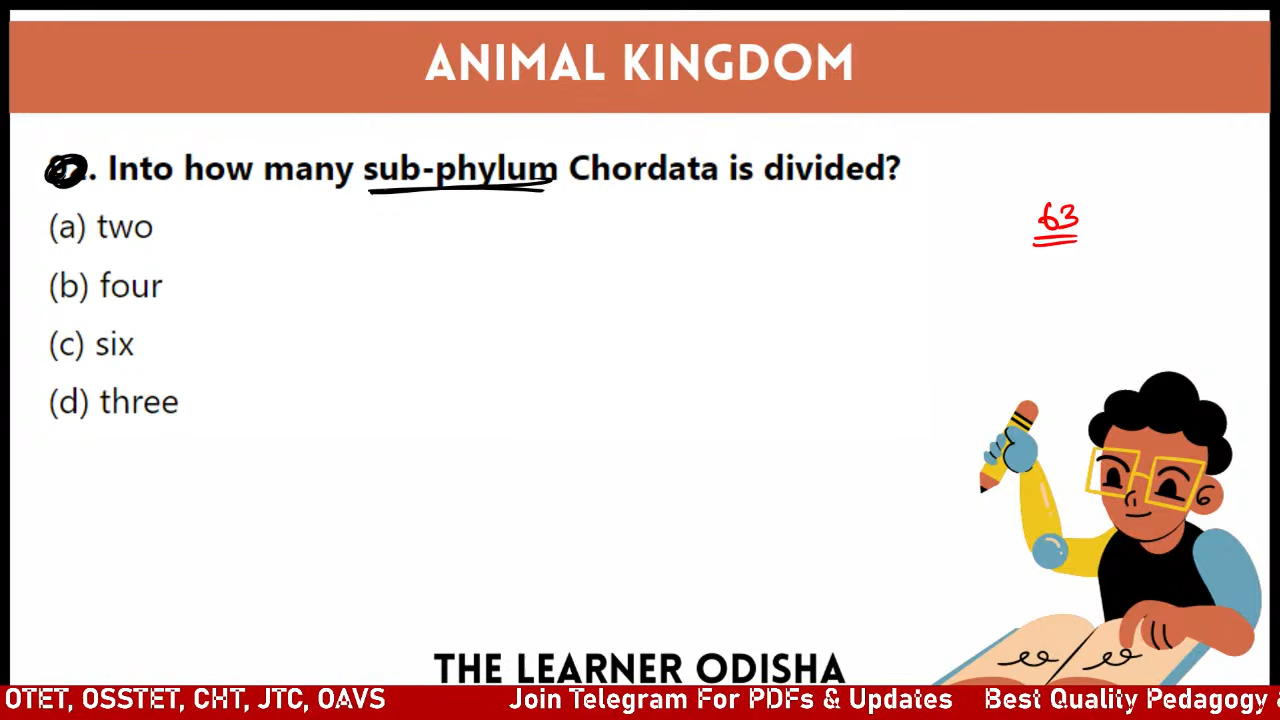 ANIMAL KINGDOM
. Into how many sub-phylum Chordata is divided?
63
(a) two
(b) four
(c) six
(d) three
THE LEARNER ODISHA
OTET, OSSTET, CHT, JTC, OAVS Join Telegram For PDFs & Updates Best Quality Pedagogy